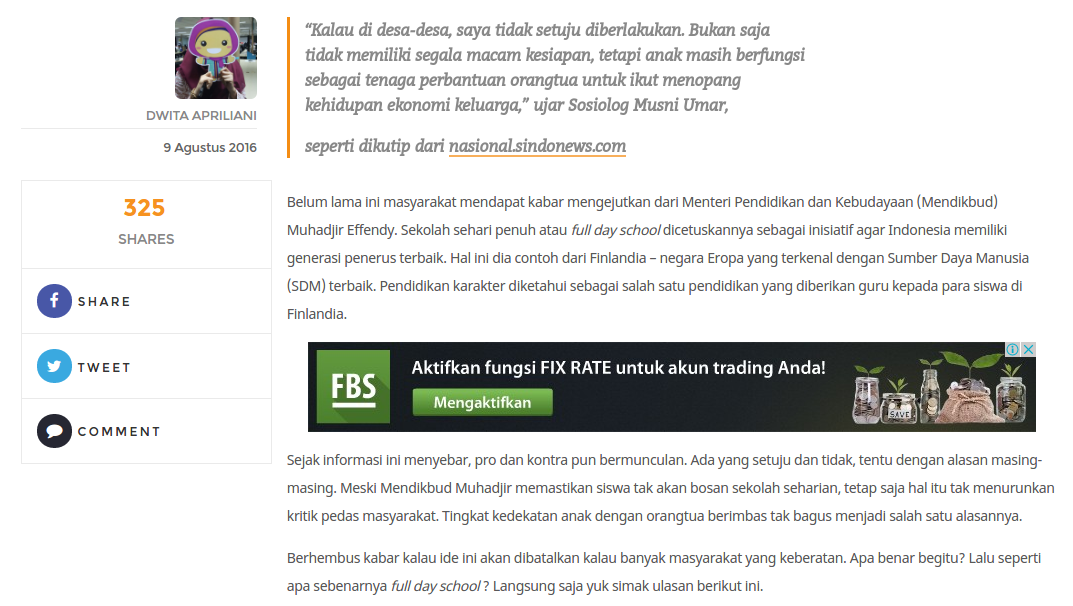 DWITA APRILIANI
9 Agustus 2016
325
SHARES
SHARE
TWEET
COMMENT
“Kalau di desa-desa, saya tidak setuju diberlakukan. Bukan saja
tidak memiliki segala macam kesiapan, tetapi anak masih berfungsi
sebagai tenaga perbantuan orangtua untuk ikut menopang
kehidupan ekonomi keluarga,” ujar Sosiolog Musni Umar,
seperti dikutip dari nasional.sindonews.com
Belum lama ini masyarakat mendapat kabar mengejutkan dari Menteri Pendidikan dan Kebudayaan (Mendikbud)
Muhadjir Effendy. Sekolah sehari penuh atau full day school dicetuskannya sebagai inisiatif agar Indonesia memiliki
generasi penerus terbaik. Hal ini dia contoh dari Finlandia – negara Eropa yang terkenal dengan Sumber Daya Manusia
(SDM) terbaik. Pendidikan karakter diketahui sebagai salah satu pendidikan yang diberikan guru kepada para siswa di
Finlandia.
FBS
Aktifkan fungsi FIX RATE untuk akun trading Anda!
Mengaktifkan
SAVE
Sejak informasi ini menyebar, pro dan kontra pun bermunculan. Ada yang setuju dan tidak, tentu dengan alasan masing-
masing. Meski Mendikbud Muhadjir memastikan siswa tak akan bosan sekolah seharian, tetap saja hal itu tak menurunkan
kritik pedas masyarakat. Tingkat kedekatan anak dengan orangtua berimbas tak bagus menjadi salah satu alasannya.
Berhembus kabar kalau ide ini akan dibatalkan kalau banyak masyarakat yang keberatan. Apa benar begitu? Lalu seperti
apa sebenarnya full day school ? Langsung saja yuk simak ulasan berikut ini.